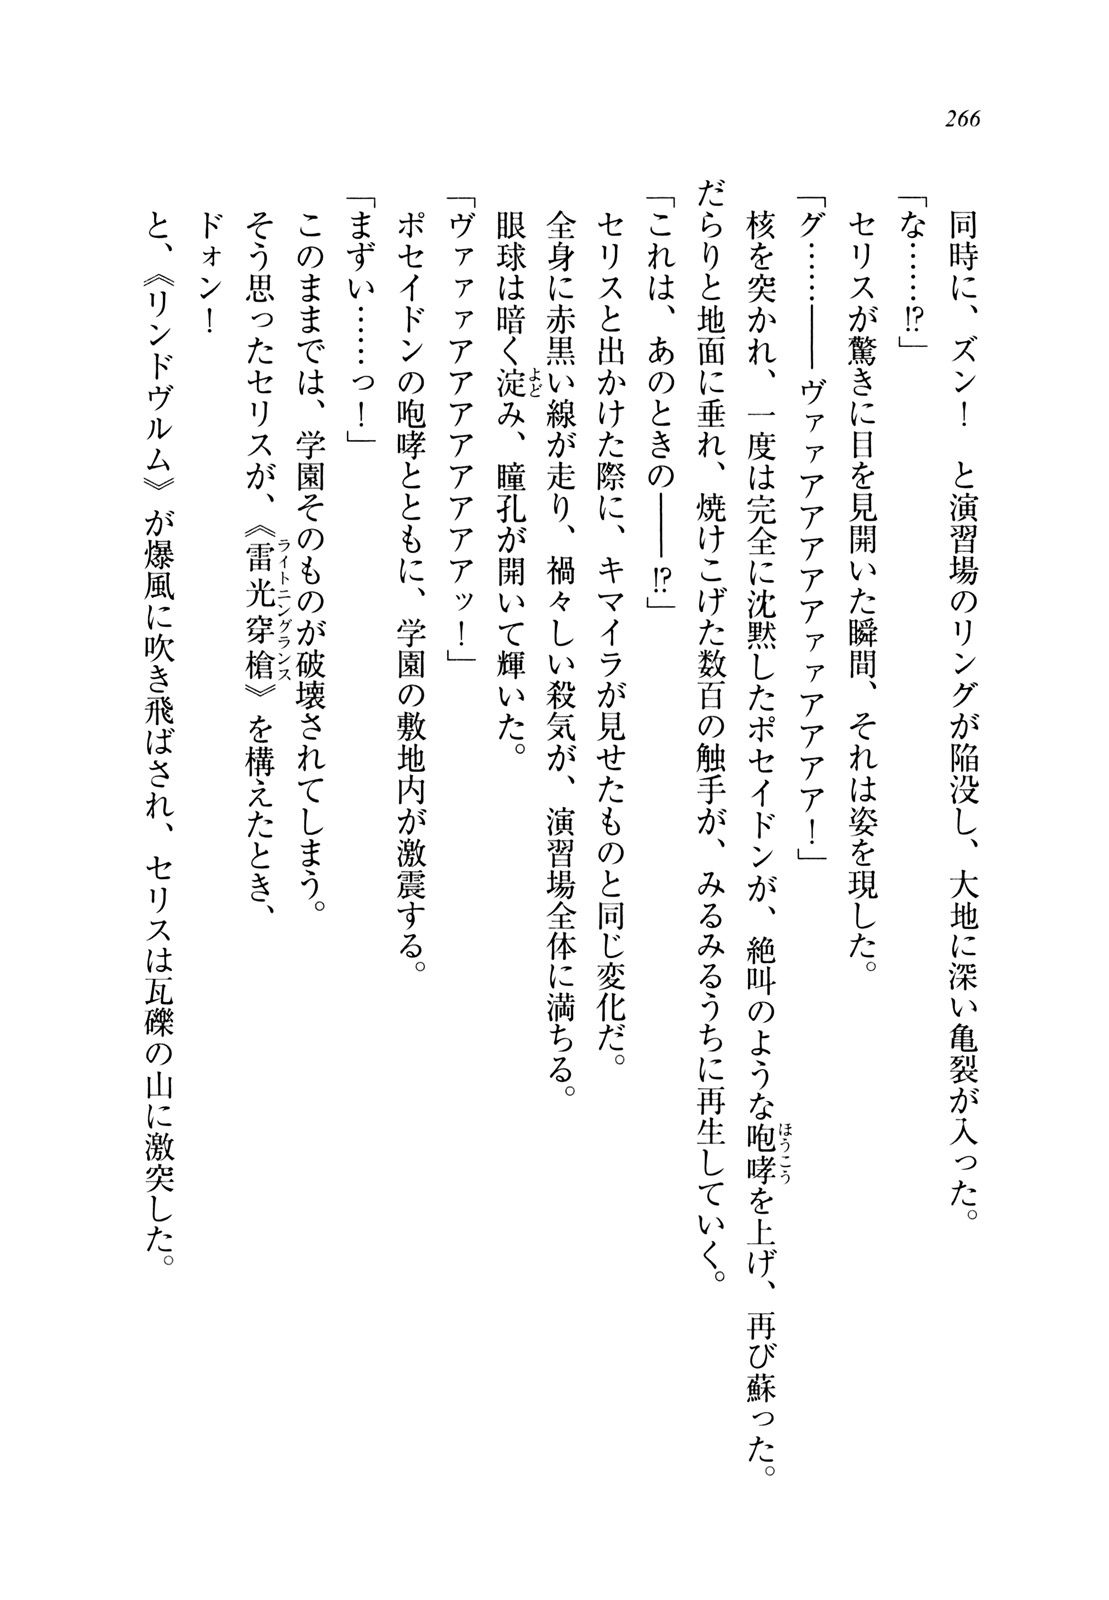 266
同時に、ズン！　と演習場のリングが陥没し、大地に深い亀裂が入った。
「な……⁉」
セリスが驚きに目を見開いた瞬間、それは姿を現した。
「グ……――ヴァァアアアアアァァアアアア！」
核を突かれ、一度は完全に沈黙したポセイドンが、絶叫のような咆哮を上げ、再び蘇った。
だらりと地面に垂れ、焼けこげた数百の触手が、みるみるうちに再生していく。
「これは、あのときの――⁉」
セリスと出かけた際に、キマイラが見せたものと同じ変化だ。
全身に赤黒い線が走り、禍々しい殺気が、演習場全体に満ちる。
眼球は暗く淀み、瞳孔が開いて輝いた。
「ヴァァァアアアアアアアアッ！」
ポセイドンの咆哮とともに、学園の敷地内が激震する。
「まずい……っ！」
このままでは、学園そのものが破壊されてしまう。
そう思ったセリスが、《雷光穿槍》を構えたとき、
ドォン！
と、《リンドヴルム》が爆風に吹き飛ばされ、セリスは瓦礫の山に激突した。